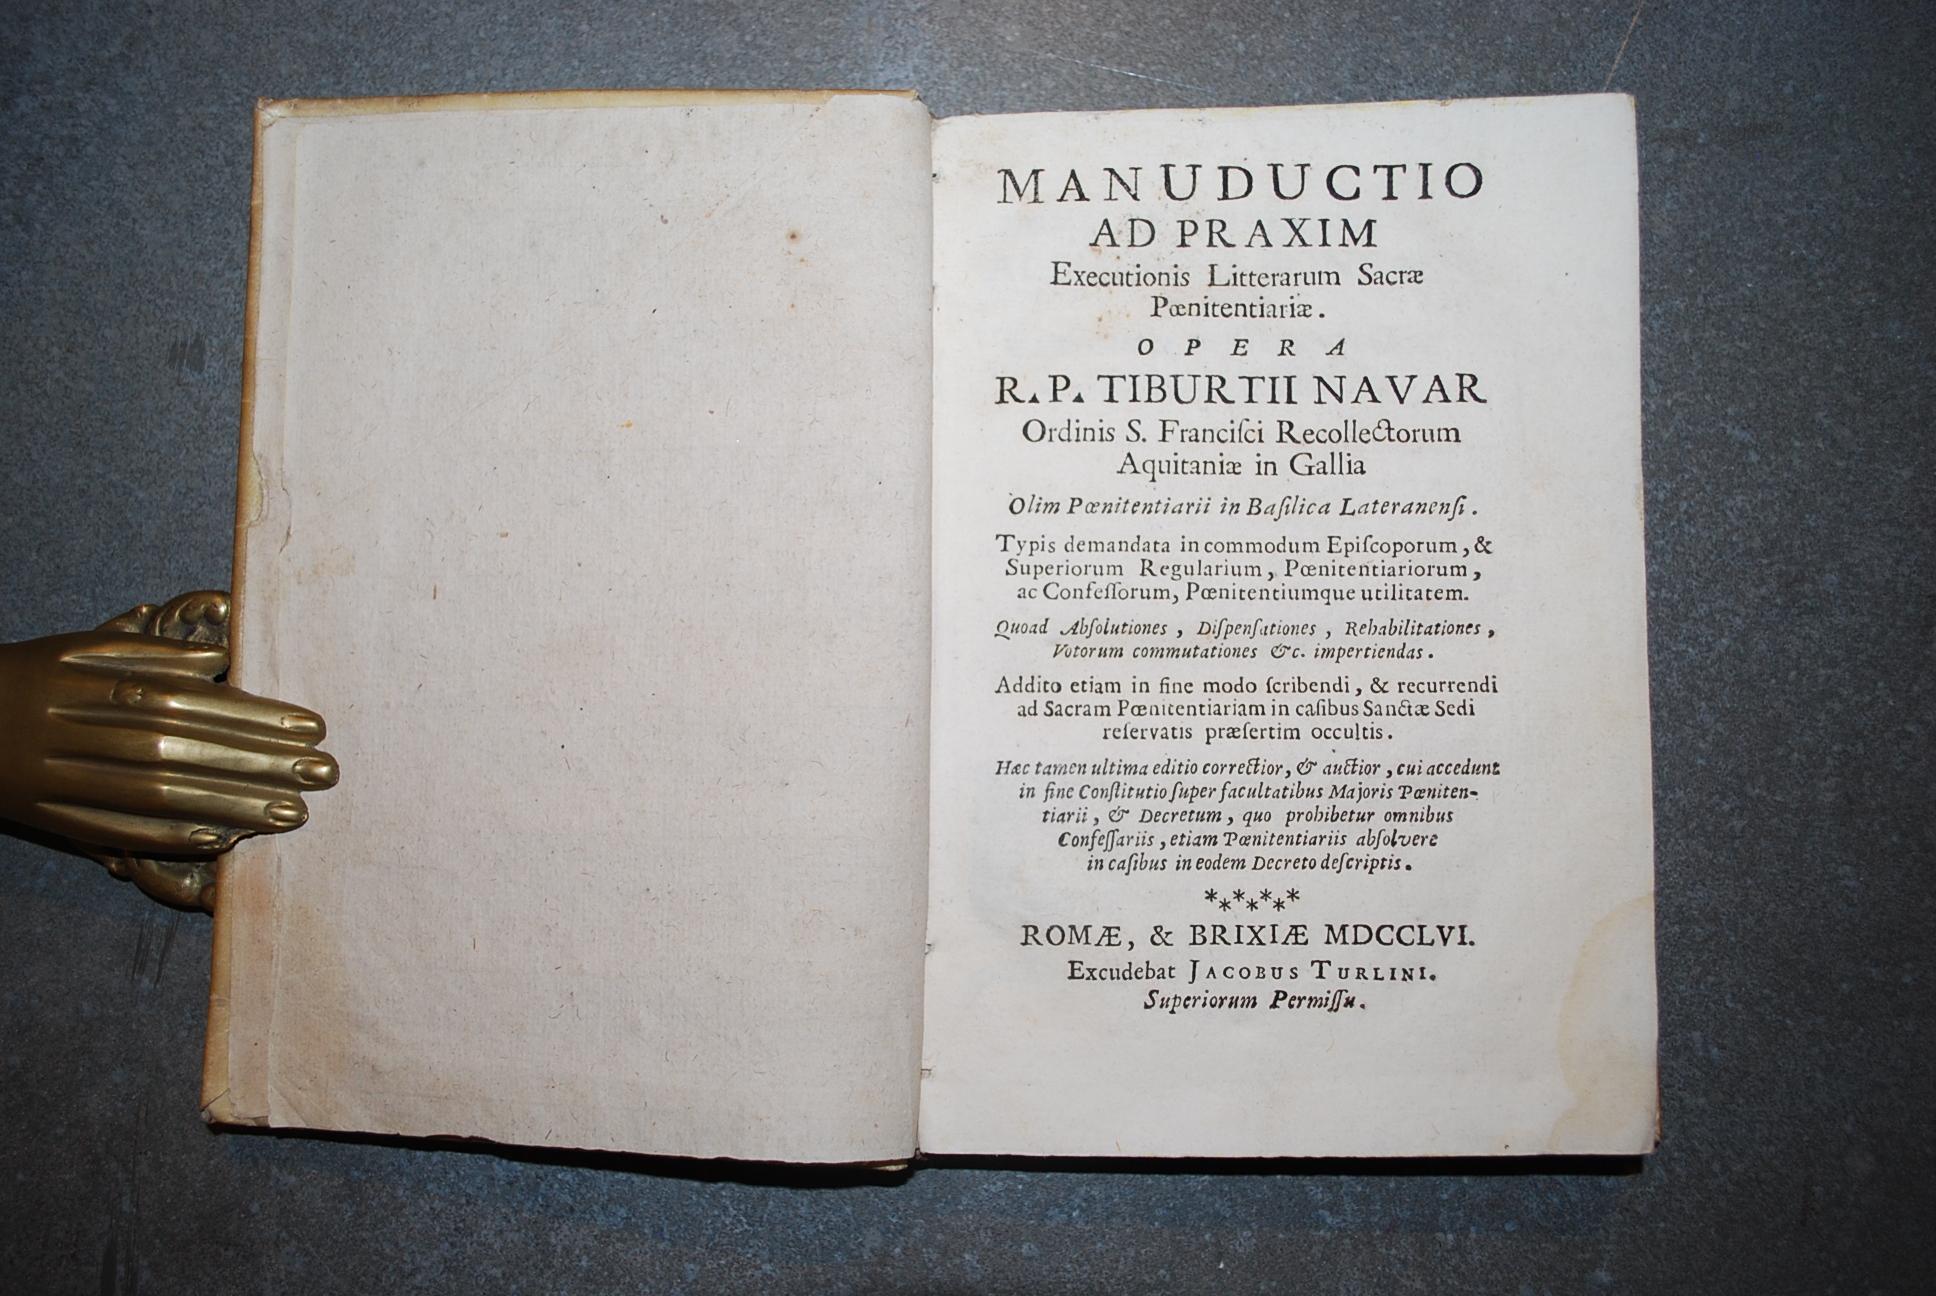 MANUDUCTIO
AD PRAXIM
Executionis Litterarum Sacræ
Pœnitentiariæ.
OPERA
R.P. TIBURTII NAVAR
Ordinis S. Franciſci Recollectorum
Aquitaniæ in Gallia
Olim Pœnitentiarii in Baſilica Lateranenſi.
Typis demandata in commodum Epiſcoporum, &
Superiorum Regularium, Pœnitentiariorum,
ac Confeſſorum, Pœnitentiumque utilitatem.
Quoad Abſolutiones, Diſpenſationes, Rehabilitationes,
Votorum commutationes &c. impertiendas.
Addito etiam in fine modo ſcribendi, & recurrendi
ad Sacram Pœnitentiariam in caſibus Sanctæ Sedi
reſervatis præſertim occultis.
Hæc tamen ultima editio correctior, & auctior, cui accedunt
in fine Conſtitutio ſuper facultatibus Majoris Pœniten-
tiarii, & Decretum, quo prohibetur omnibus
Confeſſariis, etiam Pœnitentiariis abſolvere
in caſibus in eodem Decreto deſcriptis.
******
ROMÆ, & BRIXIÆ MDCCLVI.
Excudebat JACOBUS TURLINI.
Superiorum Permiſſu.